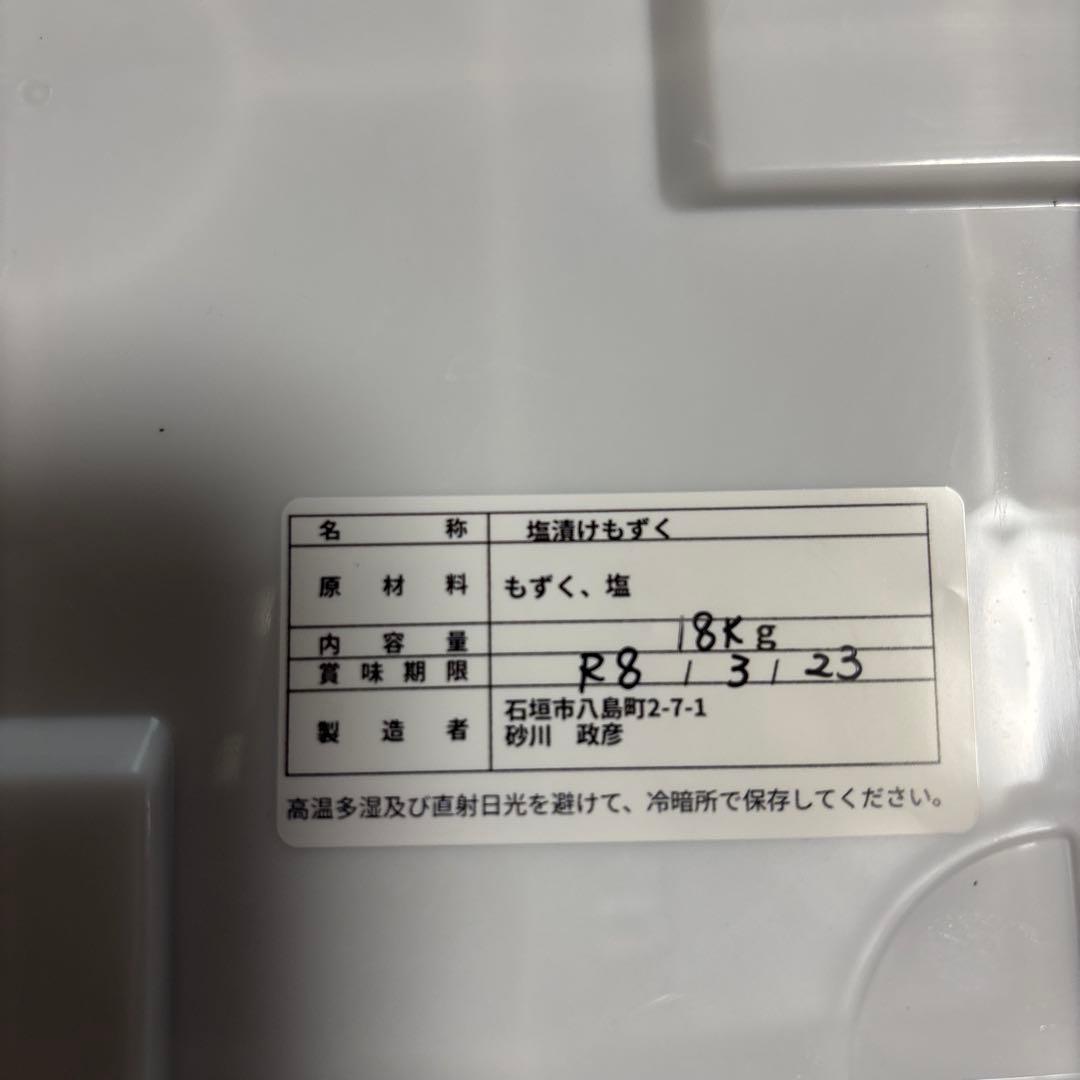 名称 塩漬けもずく
原材料 もずく、塩
内容量 18Kg
賞味期限 R8 / 3 / 23
製造者 石垣市八島町2-7-1
砂川 政彦
高温多湿及び直射日光を避けて、冷暗所で保存してください。